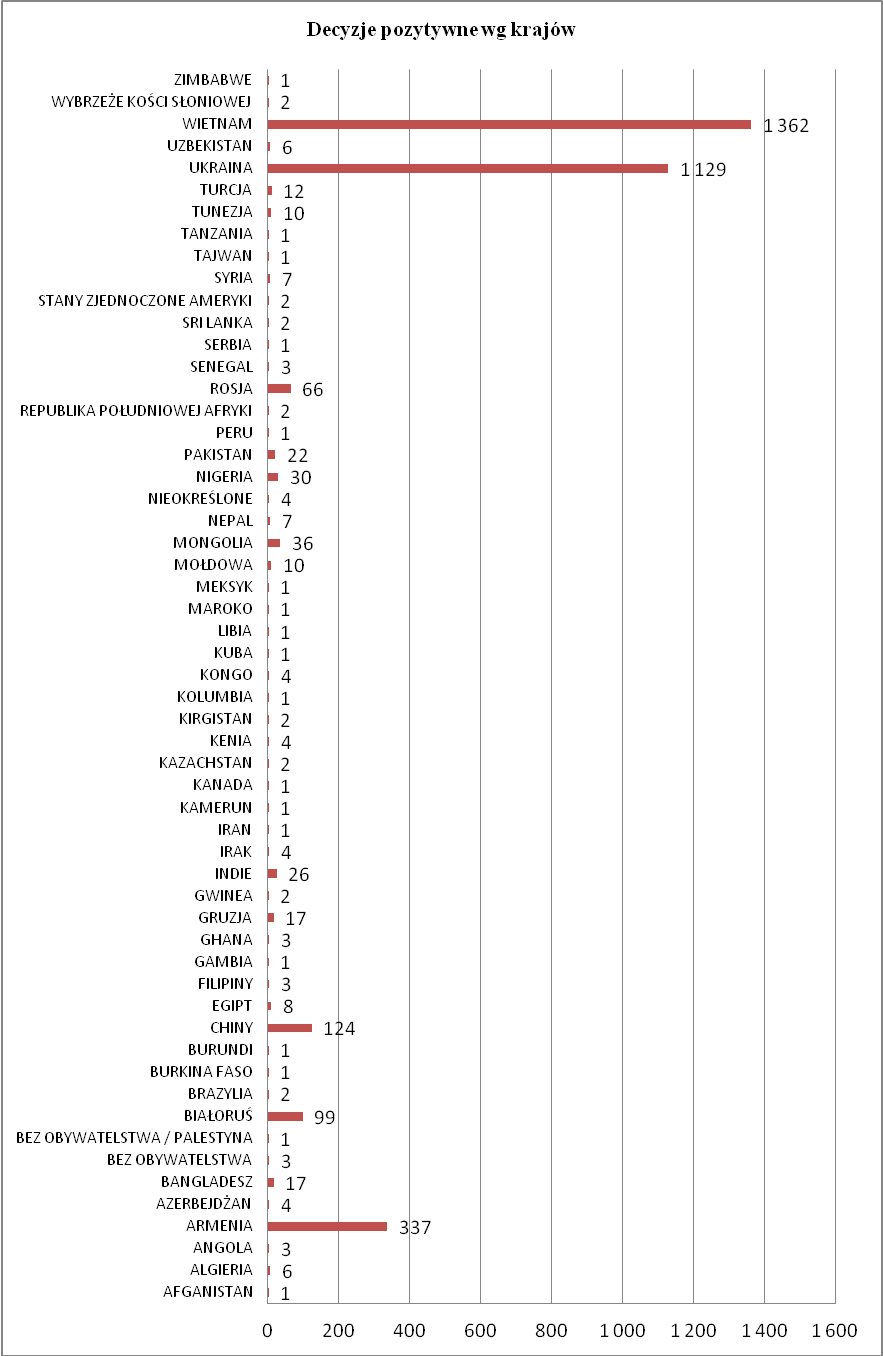 Decyzje pozytywne wg krajów
ZIMBABWE 1
WYBRZEŻE KOŚCI SŁONIOWEJ 2
WIETNAM 1 362
UZBEKISTAN 6
UKRAINA 1 129
TURCJA 12
TUNEZJA 10
TANZANIA 1
TAJWAN 1
SYRIA 7
STANY ZJEDNOCZONE AMERYKI 2
SRI LANKA 2
SERBIA 1
SENEGAL 3
ROSJA 66
REPUBLIKA POŁUDNIOWEJ AFRYKI 2
PERU 1
PAKISTAN 22
NIGERIA 30
NIEOKREŚLONE 4
NEPAL 7
MONGOLIA 36
MOŁDOWA 10
MEKSYK 1
MAROKO 1
LIBIA 1
KUBA 1
KONGO 4
KOLUMBIA 1
KIRGISTAN 2
KENIA 4
KAZACHSTAN 2
KANADA 1
KAMERUN 1
IRAN 1
IRAK 4
INDIE 26
GWINEA 2
GRUZJA 17
GHANA 3
GAMBIA 1
FILIPINY 3
EGIPT 8
CHINY 124
BURUNDI 1
BURKINA FASO 1
BRAZYLIA 2
BIAŁORUŚ 99
BEZ OBYWATELSTWA / PALESTYNA 1
BEZ OBYWATELSTWA 3
BANGLADESZ 17
AZERBEJDŻAN 4
ARMENIA 337
ANGOLA 3
ALGIERIA 6
AFGANISTAN 1
0 200 400 600 800 1 000 1 200 1 400 1 600